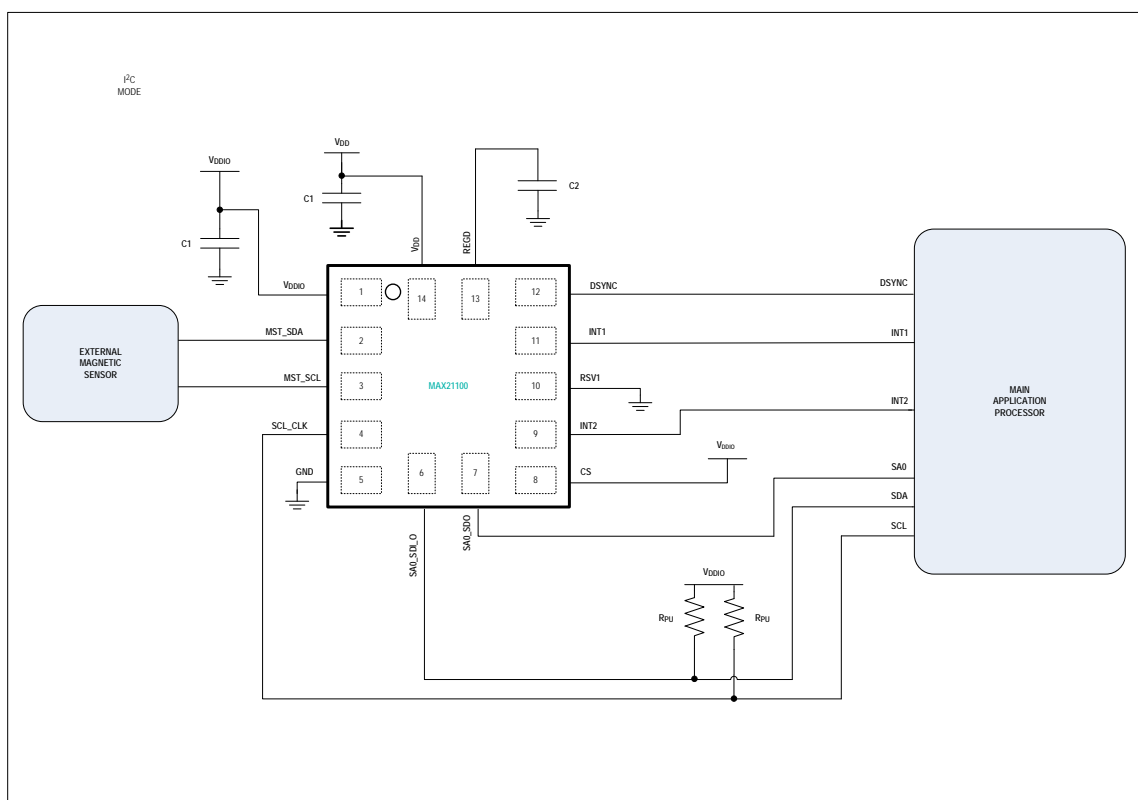 I²C
MODE
VDD
VDDIO
C1
C2
C1
VDD
REGD
VDDIO
1
14
13
12
DSYNC
DSYNC
MST_SDA
2
11
INT1
INT1
EXTERNAL
MAGNETIC
SENSOR
MST_SCL
3
MAX21100
10
RSV1
MAIN
APPLICATION
PROCESSOR
INT2
SCL_CLK
4
9
INT2
VDDIO
GND
5
6
7
8
CS
SA0
SDA
SCL
SA0_SDI_O
SA0_SDO
VDDIO
RPU
RPU